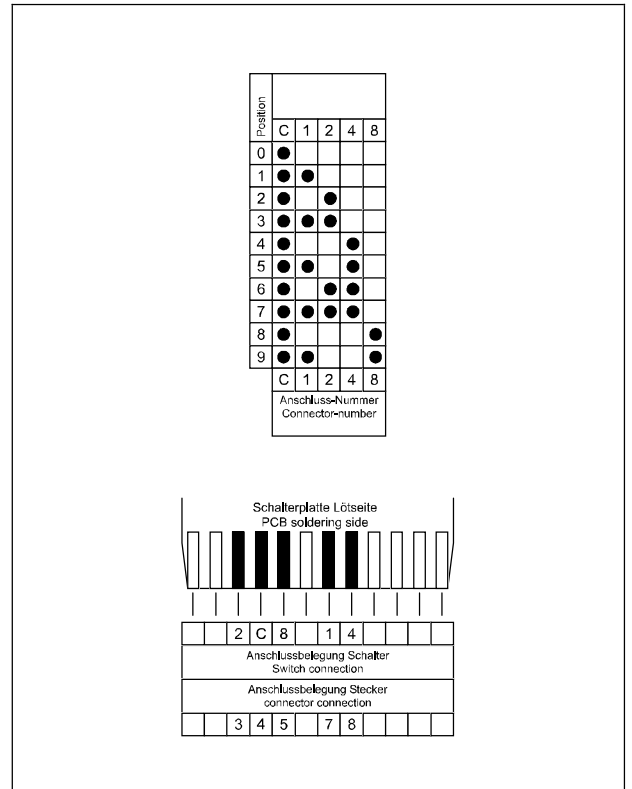 Position
C 1 2 4 8
0
1
2
3
4
5
6
7
8
9
C 1 2 4 8
Anschluss-Nummer
Connector-number
Schalterplatte Lötseite
PCB soldering side
2 C 8 1 4
Anschlussbelegung Schalter
Switch connection
Anschlussbelegung Stecker
connector connection
3 4 5 7 8